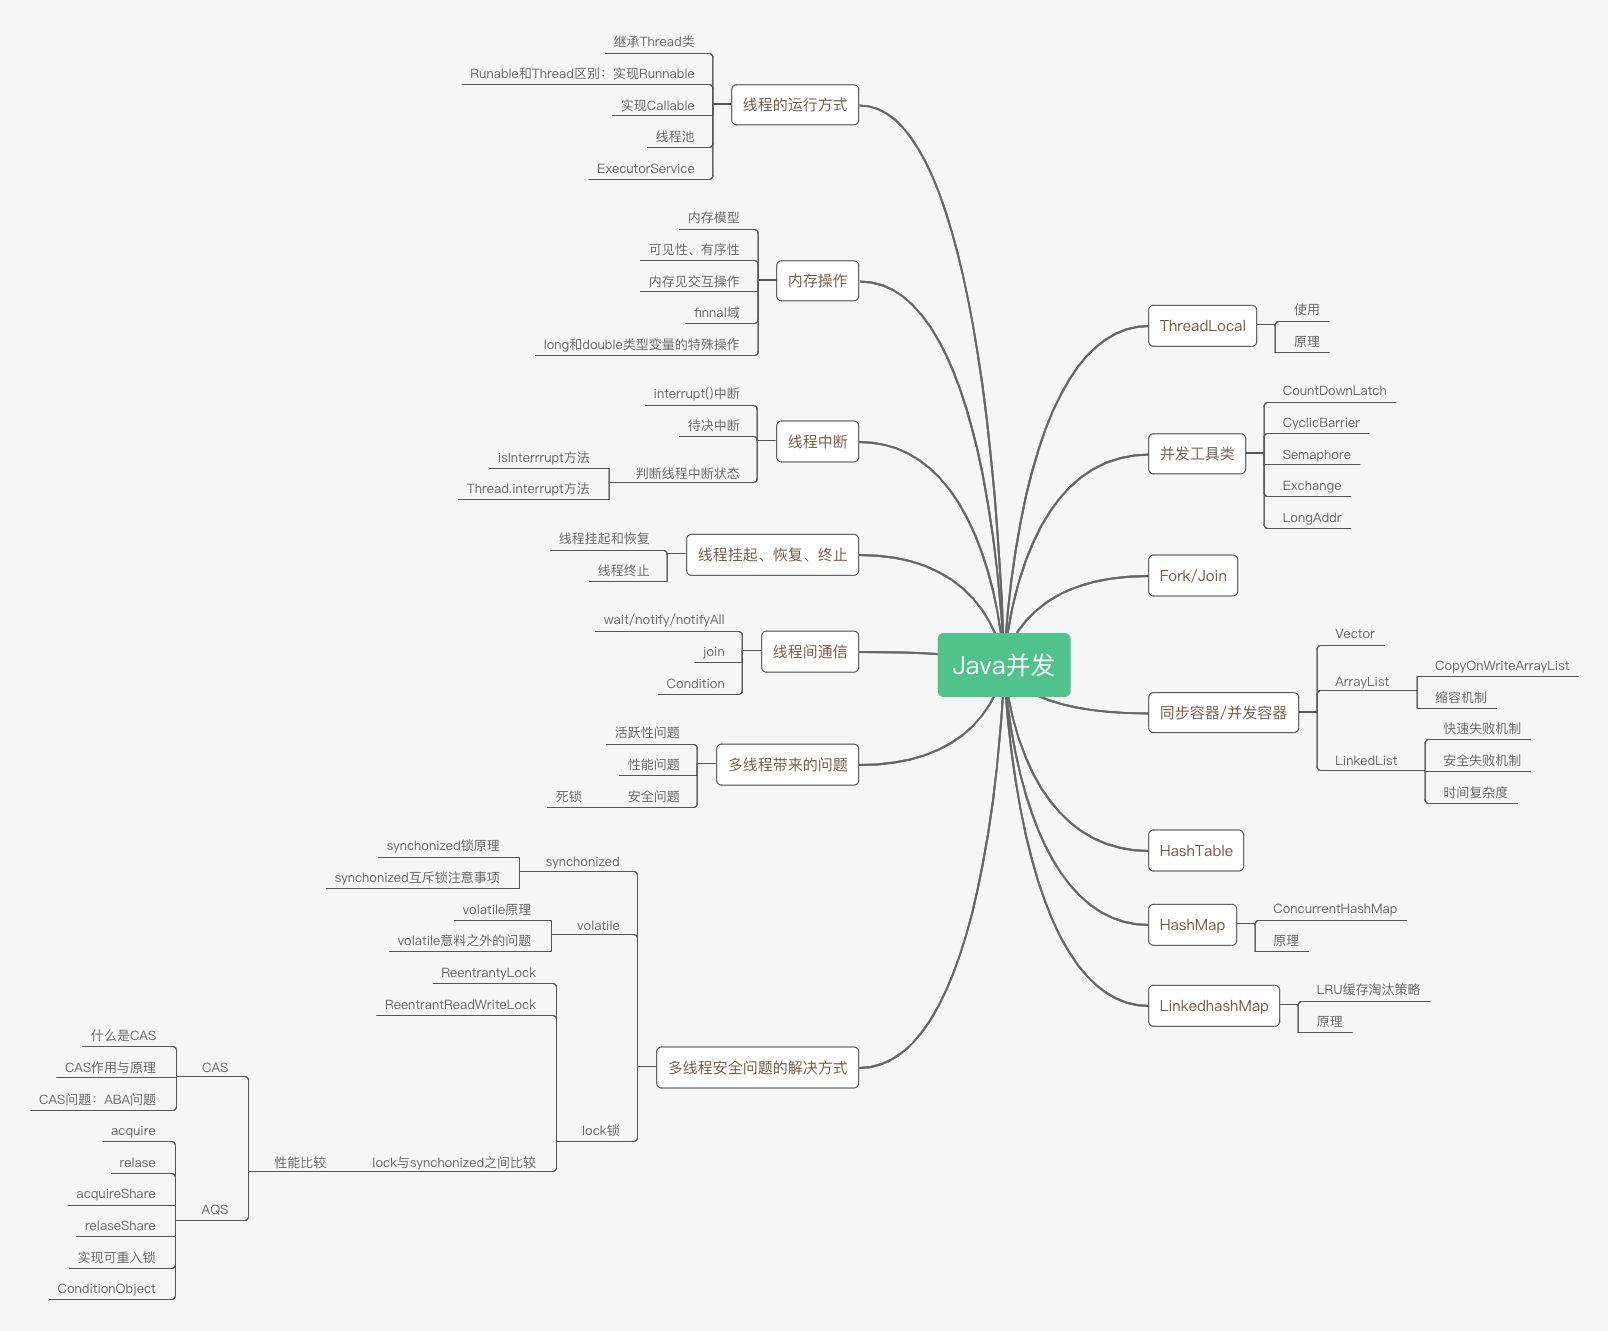 Java并发
线程的运行方式
继承Thread类
Runable和Thread区别：实现Runnable
实现Callable
线程池
ExecutorService
内存操作
内存模型
可见性、有序性
内存见交互操作
finnal域
long和double类型变量的特殊操作
线程中断
interrupt()中断
待决中断
判断线程中断状态
isInterrrupt方法
Thread.interrupt方法
线程挂起、恢复、终止
线程挂起和恢复
线程终止
线程间通信
wait/notify/notifyAll
join
Condition
多线程带来的问题
活跃性问题
性能问题
安全问题
死锁
多线程安全问题的解决方式
synchonized
synchonized锁原理
synchonized互斥锁注意事项
volatile
volatile原理
volatile意料之外的问题
lock锁
ReentrantyLock
ReentrantReadWriteLock
lock与synchonized之间比较
性能比较
CAS
什么是CAS
CAS作用与原理
CAS问题：ABA问题
AQS
acquire
relase
acquireShare
relaseShare
实现可重入锁
ConditionObject
ThreadLocal
使用
原理
并发工具类
CountDownLatch
CyclicBarrier
Semaphore
Exchange
LongAddr
Fork/Join
同步容器/并发容器
Vector
ArrayList
CopyOnWriteArrayList
缩容机制
LinkedList
快速失败机制
安全失败机制
时间复杂度
HashTable
HashMap
ConcurrentHashMap
原理
LinkedhashMap
LRU缓存淘汰策略
原理